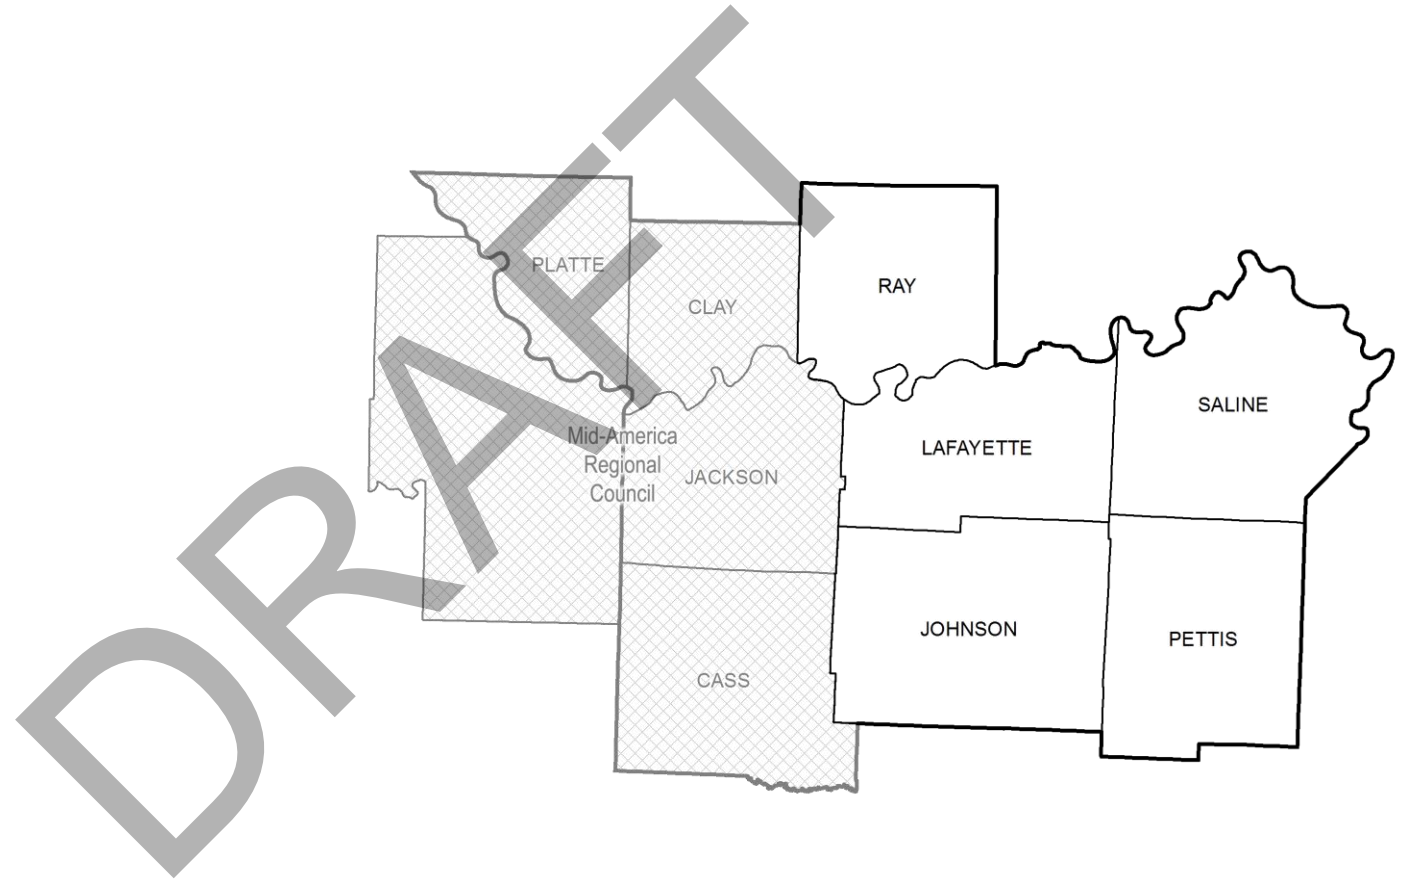 DRAFT
PLATTE
CLAY
RAY
SALINE
LAFAYETTE
Mid-America
Regional
Council
JACKSON
JOHNSON
PETTIS
CASS